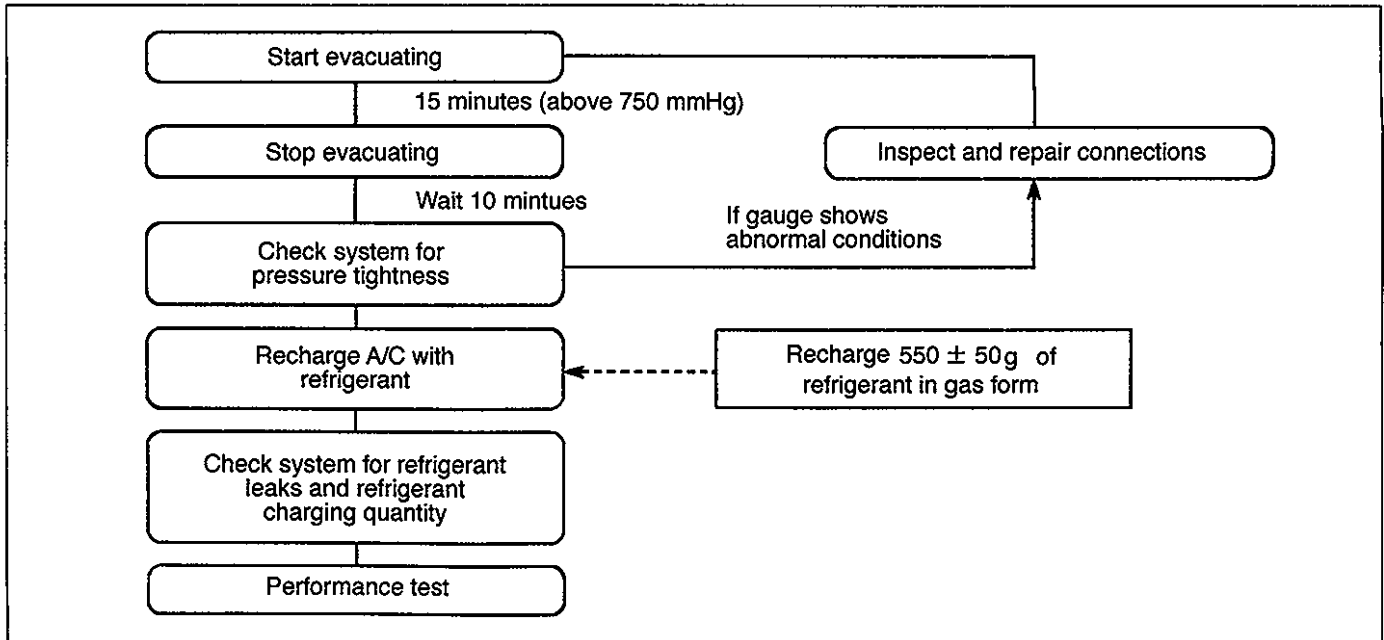 Start evacuating
15 minutes (above 750 mmHg)
Stop evacuating
Inspect and repair connections
Wait 10 mintues
If gauge shows
abnormal conditions
Check system for
pressure tightness
Recharge A/C with
refrigerant
Recharge 550 ± 50g of
refrigerant in gas form
Check system for refrigerant
leaks and refrigerant
charging quantity
Performance test